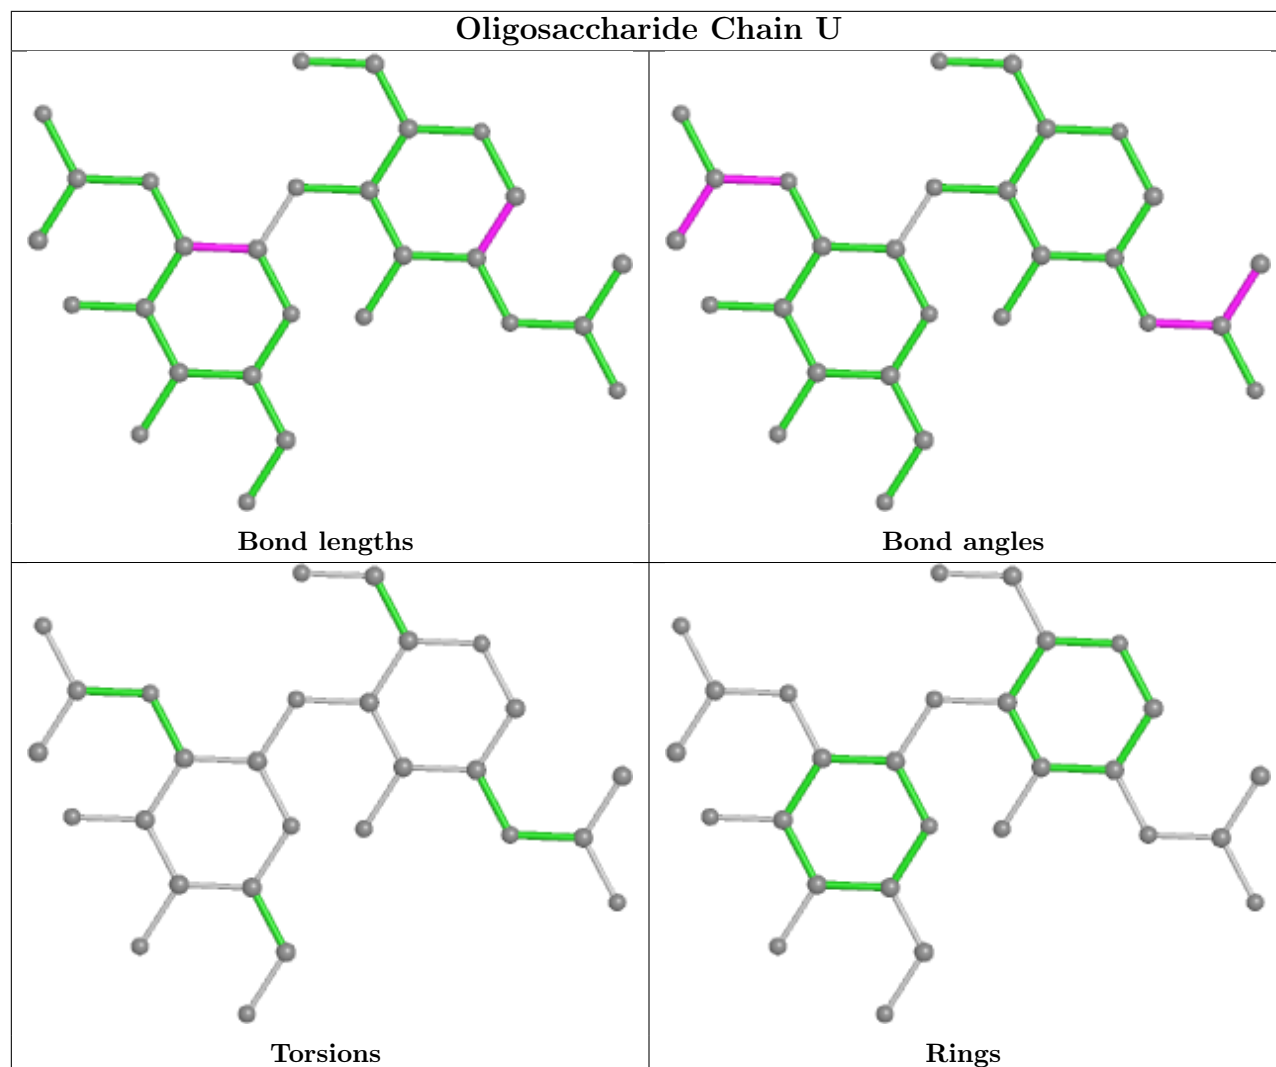 Oligosaccharide Chain U
Bond lengths
Bond angles
Torsions
Rings